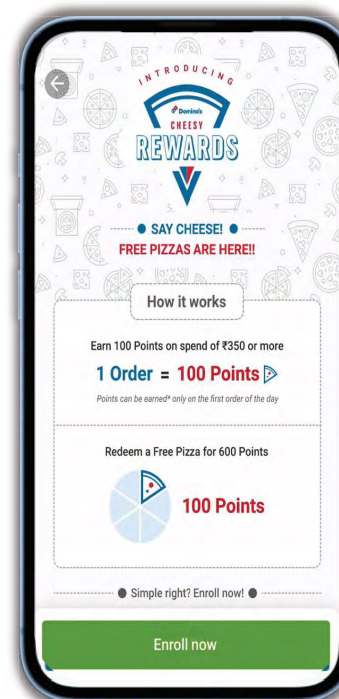 INTRODUCING
Domino's
CHEESY
REWARDS
SAY CHEESE!
FREE PIZZAS ARE HERE!!
How it works
Earn 100 Points on spend of ₹350 or more
1 Order = 100 Points
Points can be earned* only on the first order of the day
Redeem a Free Pizza for 600 Points
100 Points
Simple right? Enroll now!
Enroll now